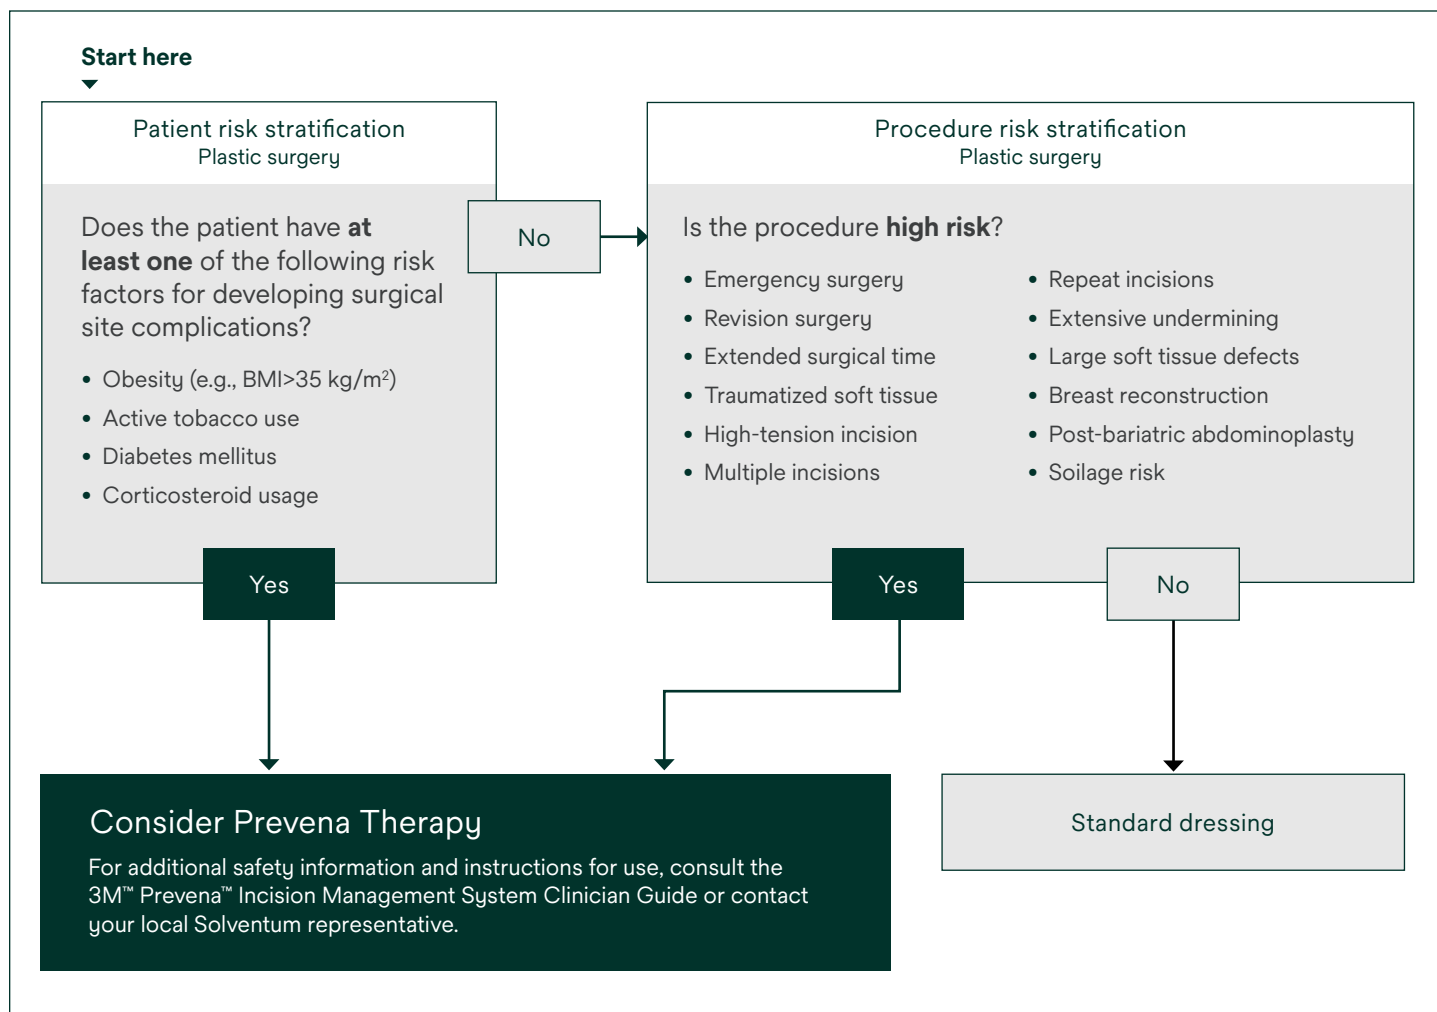 Start here
Patient risk stratification
Plastic surgery
Does the patient have at
least one of the following risk
factors for developing surgical
site complications?
• Obesity (e.g., BMI>35 kg/m²)
• Active tobacco use
• Diabetes mellitus
• Corticosteroid usage
Yes
No
Procedure risk stratification
Plastic surgery
Is the procedure high risk?
• Emergency surgery
• Revision surgery
• Extended surgical time
• Traumatized soft tissue
• High-tension incision
• Multiple incisions
• Repeat incisions
• Extensive undermining
• Large soft tissue defects
• Breast reconstruction
• Post-bariatric abdominoplasty
• Soilage risk
Yes
No
Consider Prevena Therapy
For additional safety information and instructions for use, consult the
3M™ Prevena™ Incision Management System Clinician Guide or contact
your local Solventum representative.
Standard dressing